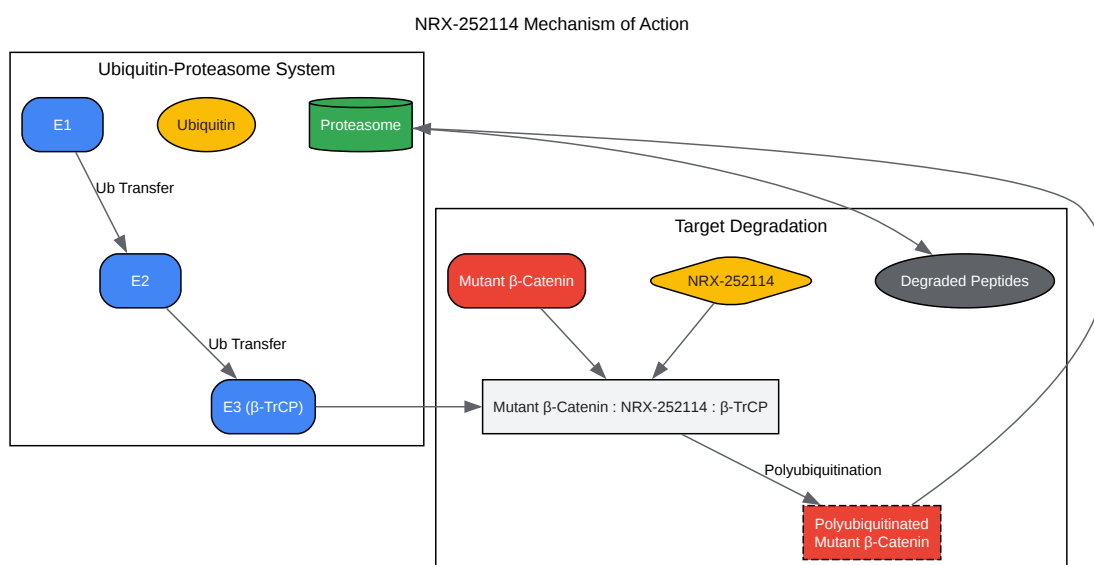 NRX-252114 Mechanism of Action
Ubiquitin-Proteasome System
E1
Ubiquitin
Proteasome
Ub Transfer
E2
Ub Transfer
E3 (β-TrCP)
Target Degradation
Mutant β-Catenin
NRX-252114
Degraded Peptides
Mutant β-Catenin : NRX-252114 : β-TrCP
Polyubiquitination
Polyubiquitinated
Mutant β-Catenin